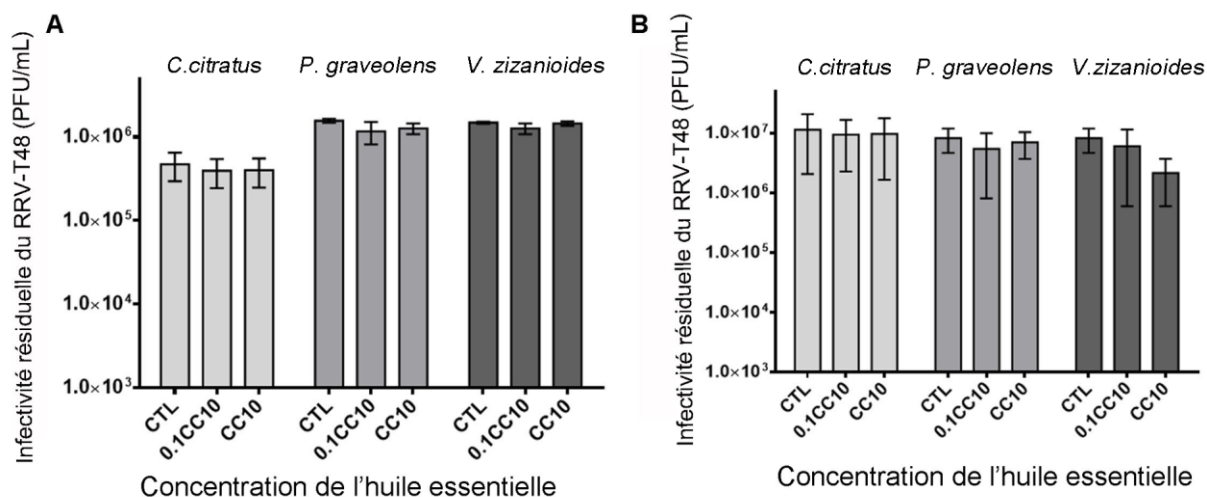 A
C.citratus
P. graveolens
V. zizanioides
Infectivité résiduelle du RRV-T48 (PFU/mL)
1.0×10⁶
1.0×10⁵
1.0×10⁴
1.0×10³
CTL
0.1CC10
CC10
CTL
0.1CC10
CC10
CTL
0.1CC10
CC10
Concentration de l'huile essentielle
B
C.citratus
P. graveolens
V.zizanioides
Infectivité résiduelle du RRV-T48 (PFU/mL)
1.0×10⁷
1.0×10⁶
1.0×10⁵
1.0×10⁴
1.0×10³
CTL
0.1CC10
CC10
CTL
0.1CC10
CC10
CTL
0.1CC10
CC10
Concentration de l'huile essentielle